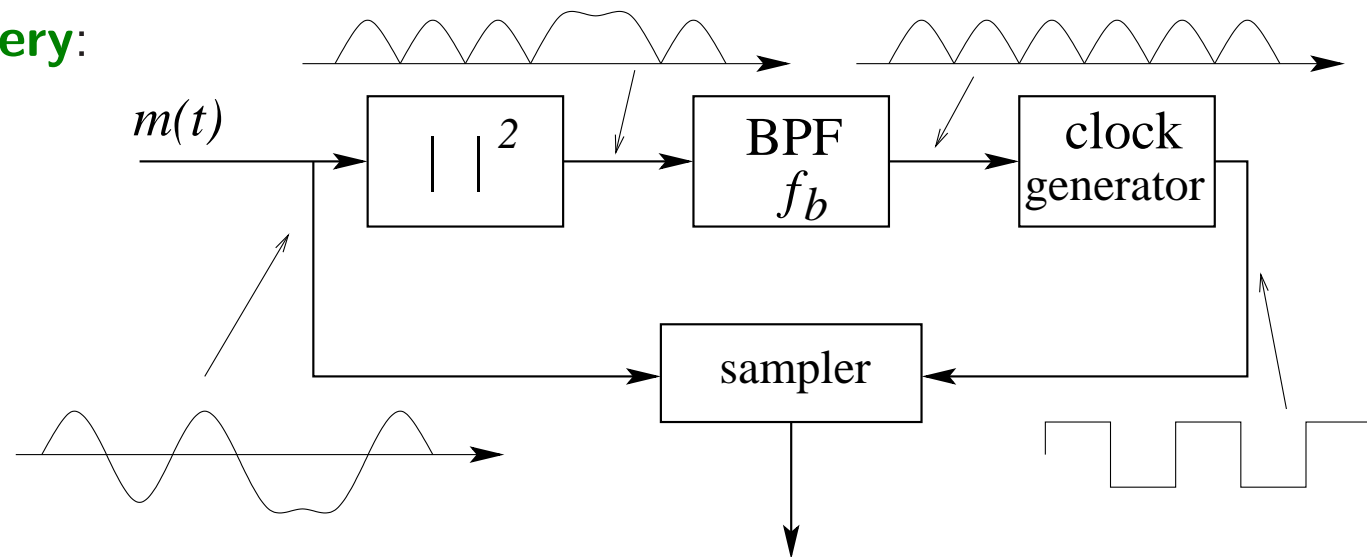 ery:
m(t)
| | 2
BPF
f_b
clock
generator
sampler